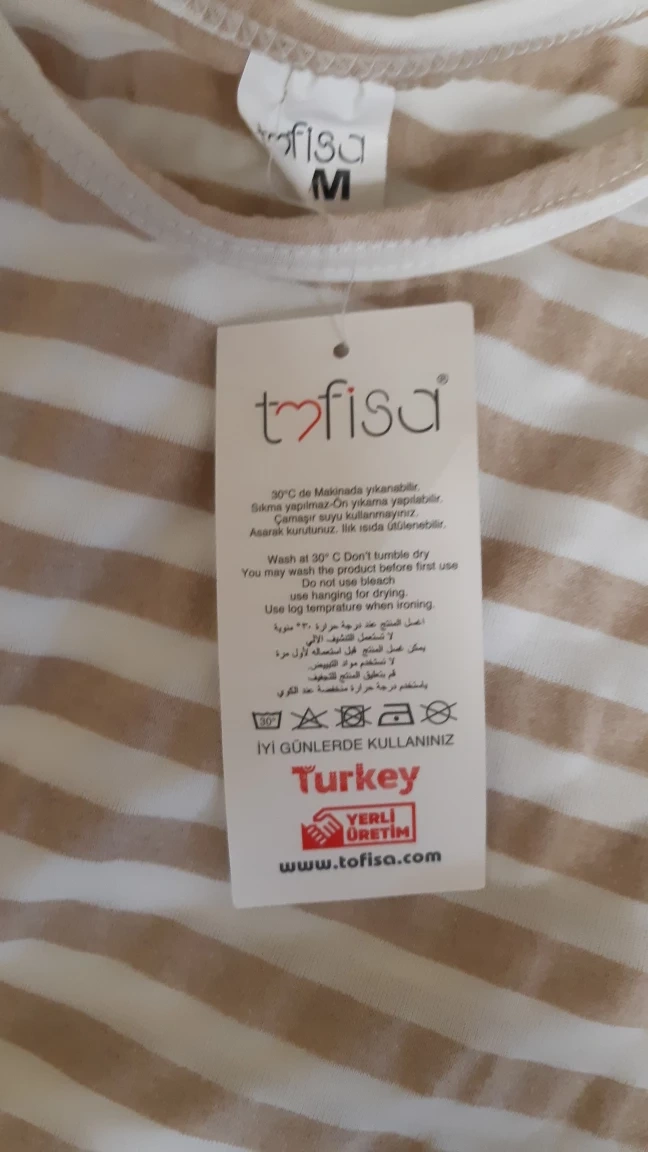 tofisa
M
tofisa®
30°C de Makinada yıkanabilir.
Sıkma yapılmaz-Ön yıkama yapılabilir.
Çamaşır suyu kullanmayınız.
Asarak kurutunuz. Ilık ısıda ütülenebilir.
Wash at 30° C Don't tumble dry
You may wash the product before first use
Do not use bleach
use hanging for drying.
Use log temprature when ironing.
اغسل المنتج عند درجة حرارة ٣٠° مئوية
لا تستعمل التنشيف الآلي
يمكن غسل المنتج قبل استعماله لأول مرة
لا تستخدم مواد التبييض
قم بتعليق المنتج للتجفيف
باستخدم درجة حرارة منخفضة عند الكوي
30°
İYİ GÜNLERDE KULLANINIZ
Turkey
YERLİ
ÜRETİM
www.tofisa.com